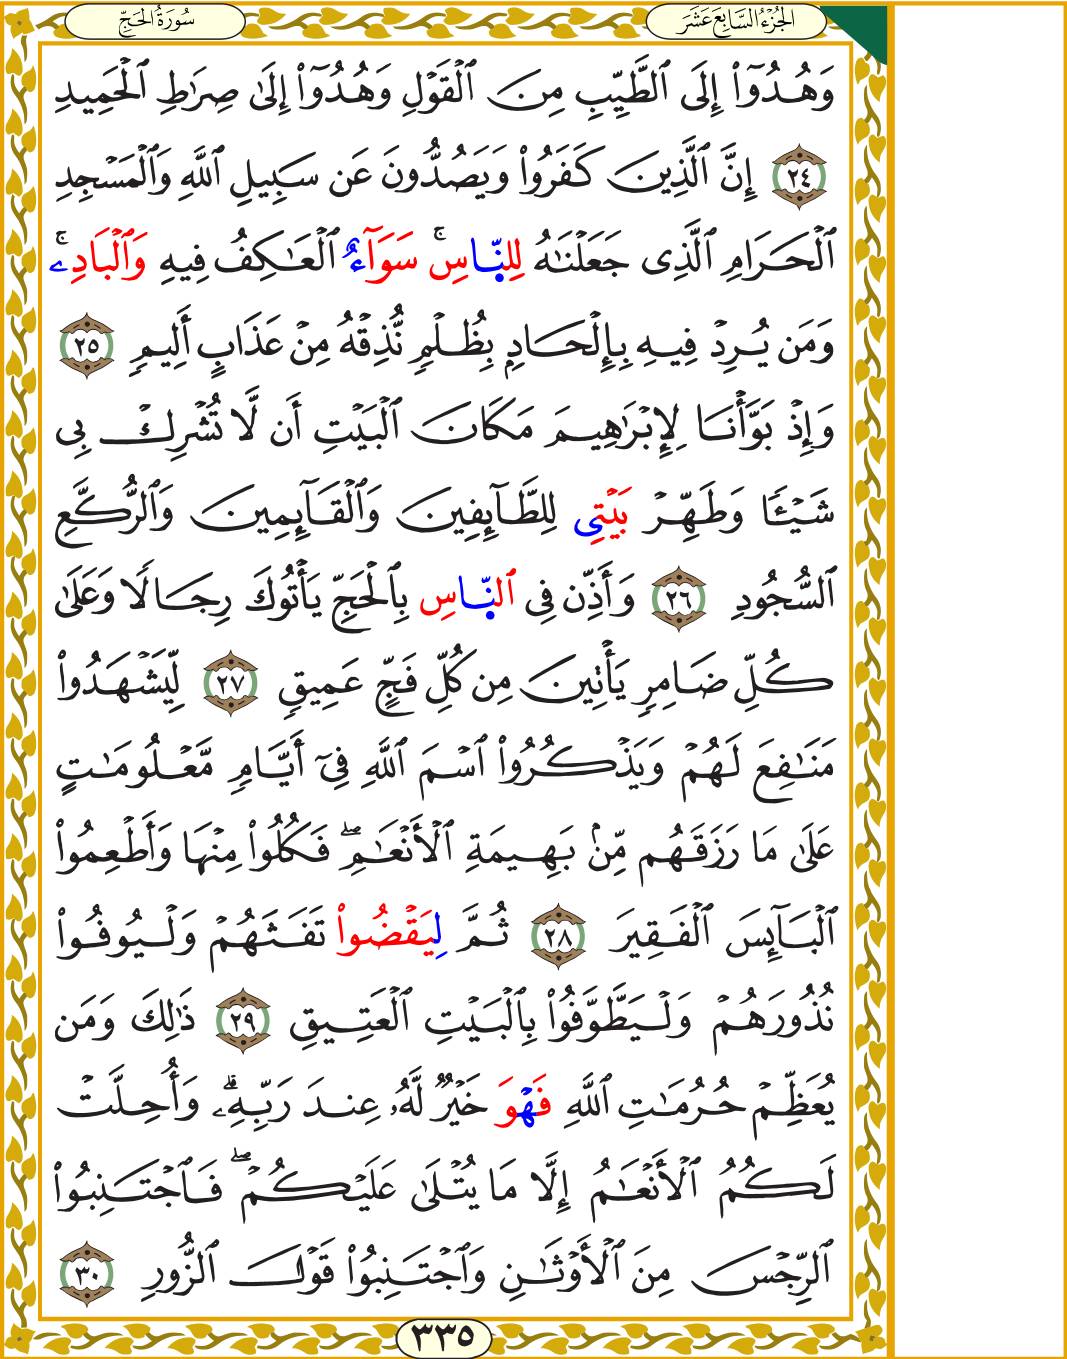 الجُزْءُ السَّابِعَ عَشَرَ
سُورَةُ الحَجِّ
وَهُدُوٓا۟ إِلَى ٱلطَّيِّبِ مِنَ ٱلْقَوْلِ وَهُدُوٓا۟ إِلَىٰ صِرَٰطِ ٱلْحَمِيدِ
٢٤ إِنَّ ٱلَّذِينَ كَفَرُوا۟ وَيَصُدُّونَ عَن سَبِيلِ ٱللَّهِ وَٱلْمَسْجِدِ
ٱلْحَرَامِ ٱلَّذِى جَعَلْنَٰهُ لِلنَّاسِ ۚ سَوَآءٌ ٱلْعَٰكِفُ فِيهِ وَٱلْبَادِۦ ۚ
وَمَن يُرِدْ فِيهِ بِإِلْحَادٍۭ بِظُلْمٍ نُّذِقْهُ مِنْ عَذَابٍ أَلِيمٍ ٢٥
وَإِذْ بَوَّأْنَا لِإِبْرَٰهِيمَ مَكَانَ ٱلْبَيْتِ أَن لَّا تُشْرِكْ بِى
شَيْـًٔا وَطَهِّرْ بَيْتِى لِلطَّآئِفِينَ وَٱلْقَآئِمِينَ وَٱلرُّكَّعِ
ٱلسُّجُودِ ٢٦ وَأَذِّن فِى ٱلنَّاسِ بِٱلْحَجِّ يَأْتُوكَ رِجَالًا وَعَلَىٰ
كُلِّ ضَامِرٍ يَأْتِينَ مِن كُلِّ فَجٍّ عَمِيقٍ ٢٧ لِّيَشْهَدُوا۟
مَنَٰفِعَ لَهُمْ وَيَذْكُرُوا۟ ٱسْمَ ٱللَّهِ فِىٓ أَيَّامٍ مَّعْلُومَٰتٍ
عَلَىٰ مَا رَزَقَهُم مِّنۢ بَهِيمَةِ ٱلْأَنْعَٰمِ ۖ فَكُلُوا۟ مِنْهَا وَأَطْعِمُوا۟
ٱلْبَآئِسَ ٱلْفَقِيرَ ٢٨ ثُمَّ لِيَقْضُوا۟ تَفَثَهُمْ وَلْيُوفُوا۟
نُذُورَهُمْ وَلْيَطَّوَّفُوا۟ بِٱلْبَيْتِ ٱلْعَتِيقِ ٢٩ ذَٰلِكَ وَمَن
يُعَظِّمْ حُرُمَٰتِ ٱللَّهِ فَهْوَ خَيْرٌ لَّهُۥ عِندَ رَبِّهِۦ ۗ وَأُحِلَّتْ
لَكُمُ ٱلْأَنْعَٰمُ إِلَّا مَا يُتْلَىٰ عَلَيْكُمْ ۖ فَٱجْتَنِبُوا۟
ٱلرِّجْسَ مِنَ ٱلْأَوْثَٰنِ وَٱجْتَنِبُوا۟ قَوْلَ ٱلزُّورِ ٣٠
٣٣٥